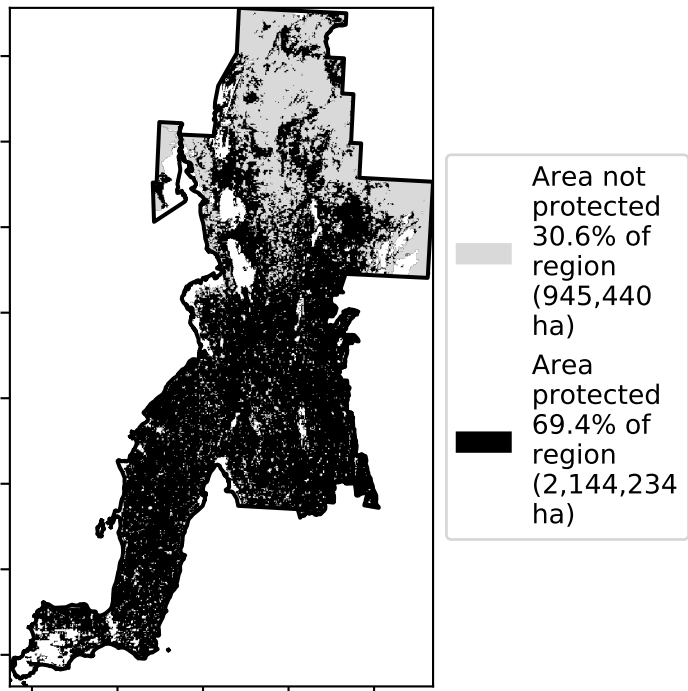 Area not
protected
30.6% of
region
(945,440
ha)
Area
protected
69.4% of
region
(2,144,234
ha)